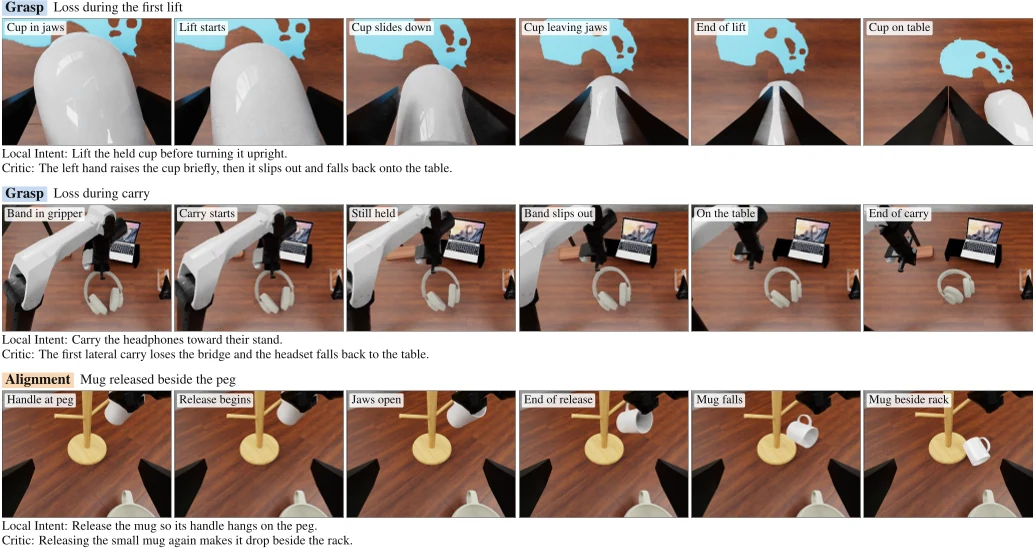 Grasp Loss during the first lift
Cup in jaws
Lift starts
Cup slides down
Cup leaving jaws
End of lift
Cup on table
Local Intent: Lift the held cup before turning it upright.
Critic: The left hand raises the cup briefly, then it slips out and falls back onto the table.
Grasp Loss during carry
Band in gripper
Carry starts
Still held
Band slips out
On the table
End of carry
Local Intent: Carry the headphones toward their stand.
Critic: The first lateral carry loses the bridge and the headset falls back to the table.
Alignment Mug released beside the peg
Handle at peg
Release begins
Jaws open
End of release
Mug falls
Mug beside rack
Local Intent: Release the mug so its handle hangs on the peg.
Critic: Releasing the small mug again makes it drop beside the rack.